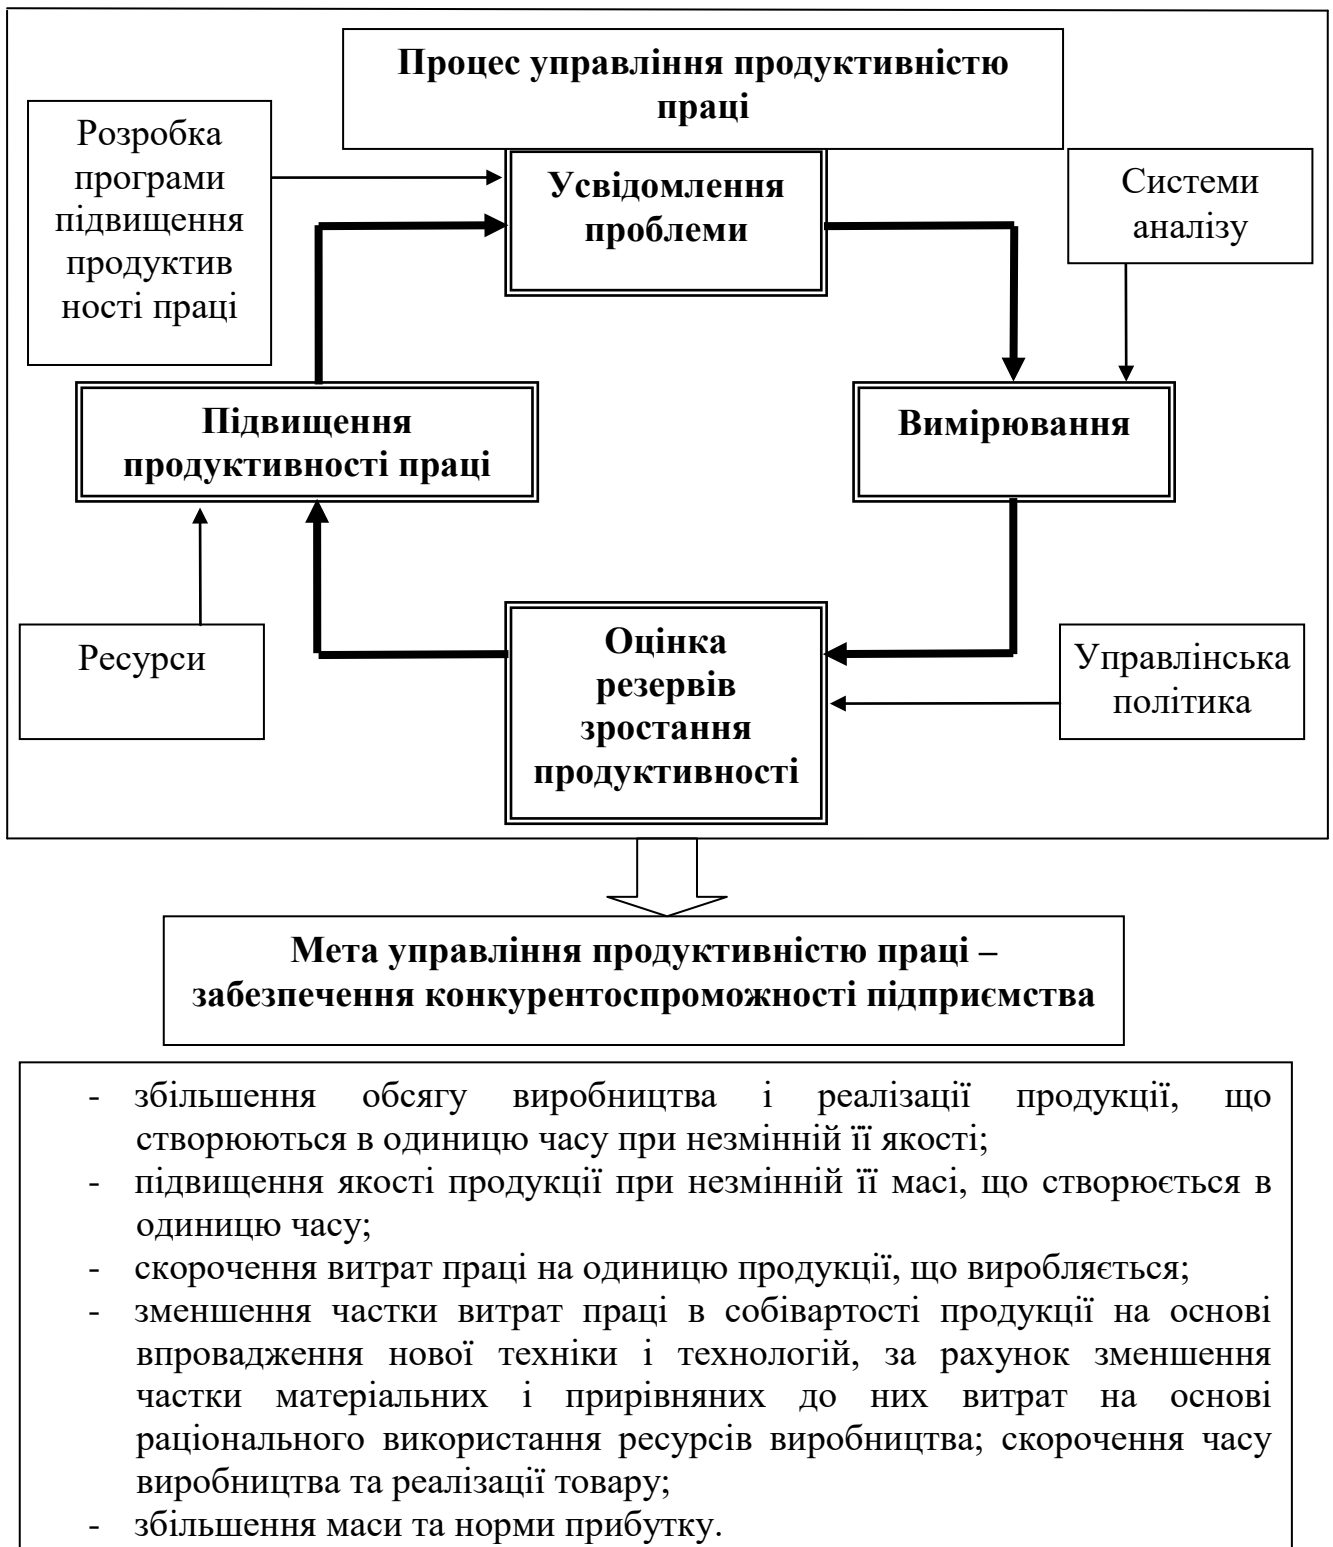 Процес управління продуктивністю
праці
Розробка
програми
підвищення
продуктив
ності праці
Усвідомлення
проблеми
Системи
аналізу
Підвищення
продуктивності праці
Вимірювання
Ресурси
Оцінка
резервів
зростання
продуктивності
Управлінська
політика
Мета управління продуктивністю праці –
забезпечення конкурентоспроможності підприємства
- збільшення обсягу виробництва і реалізації продукції, що
створюються в одиницю часу при незмінній її якості;
- підвищення якості продукції при незмінній її масі, що створюється в
одиницю часу;
- скорочення витрат праці на одиницю продукції, що виробляється;
- зменшення частки витрат праці в собівартості продукції на основі
впровадження нової техніки і технологій, за рахунок зменшення
частки матеріальних і прирівняних до них витрат на основі
раціонального використання ресурсів виробництва; скорочення часу
виробництва та реалізації товару;
- збільшення маси та норми прибутку.